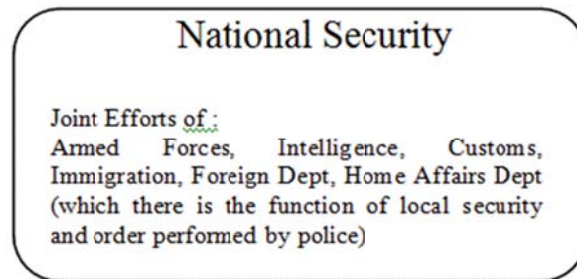 National Security
Joint Efforts of :
Armed Forces, Intelligence, Customs,
Immigration, Foreign Dept, Home Affairs Dept
(which there is the function of local security
and order performed by police)